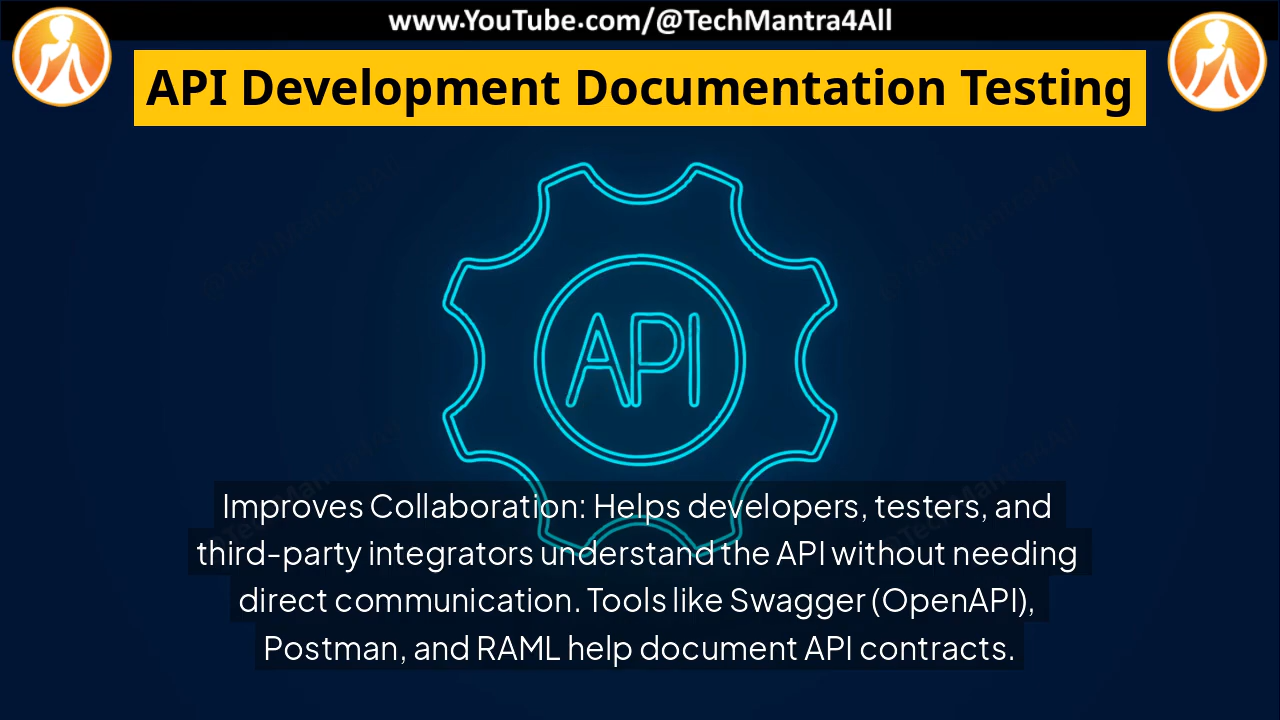 www.YouTube.com/@TechMantra4All
API Development Documentation Testing
API
Improves Collaboration: Helps developers, testers, and
third-party integrators understand the API without needing
direct communication. Tools like Swagger (OpenAPI),
Postman, and RAML help document API contracts.